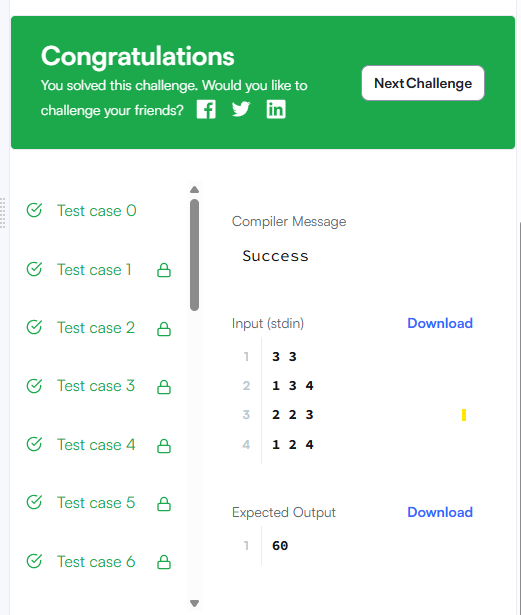 Congratulations
You solved this challenge. Would you like to
challenge your friends?
Next Challenge
Test case 0
Test case 1
Test case 2
Test case 3
Test case 4
Test case 5
Test case 6
Compiler Message
Success
Input (stdin)
Download
1 3 3
2 1 3 4
3 2 2 3
4 1 2 4
Expected Output
Download
1 60